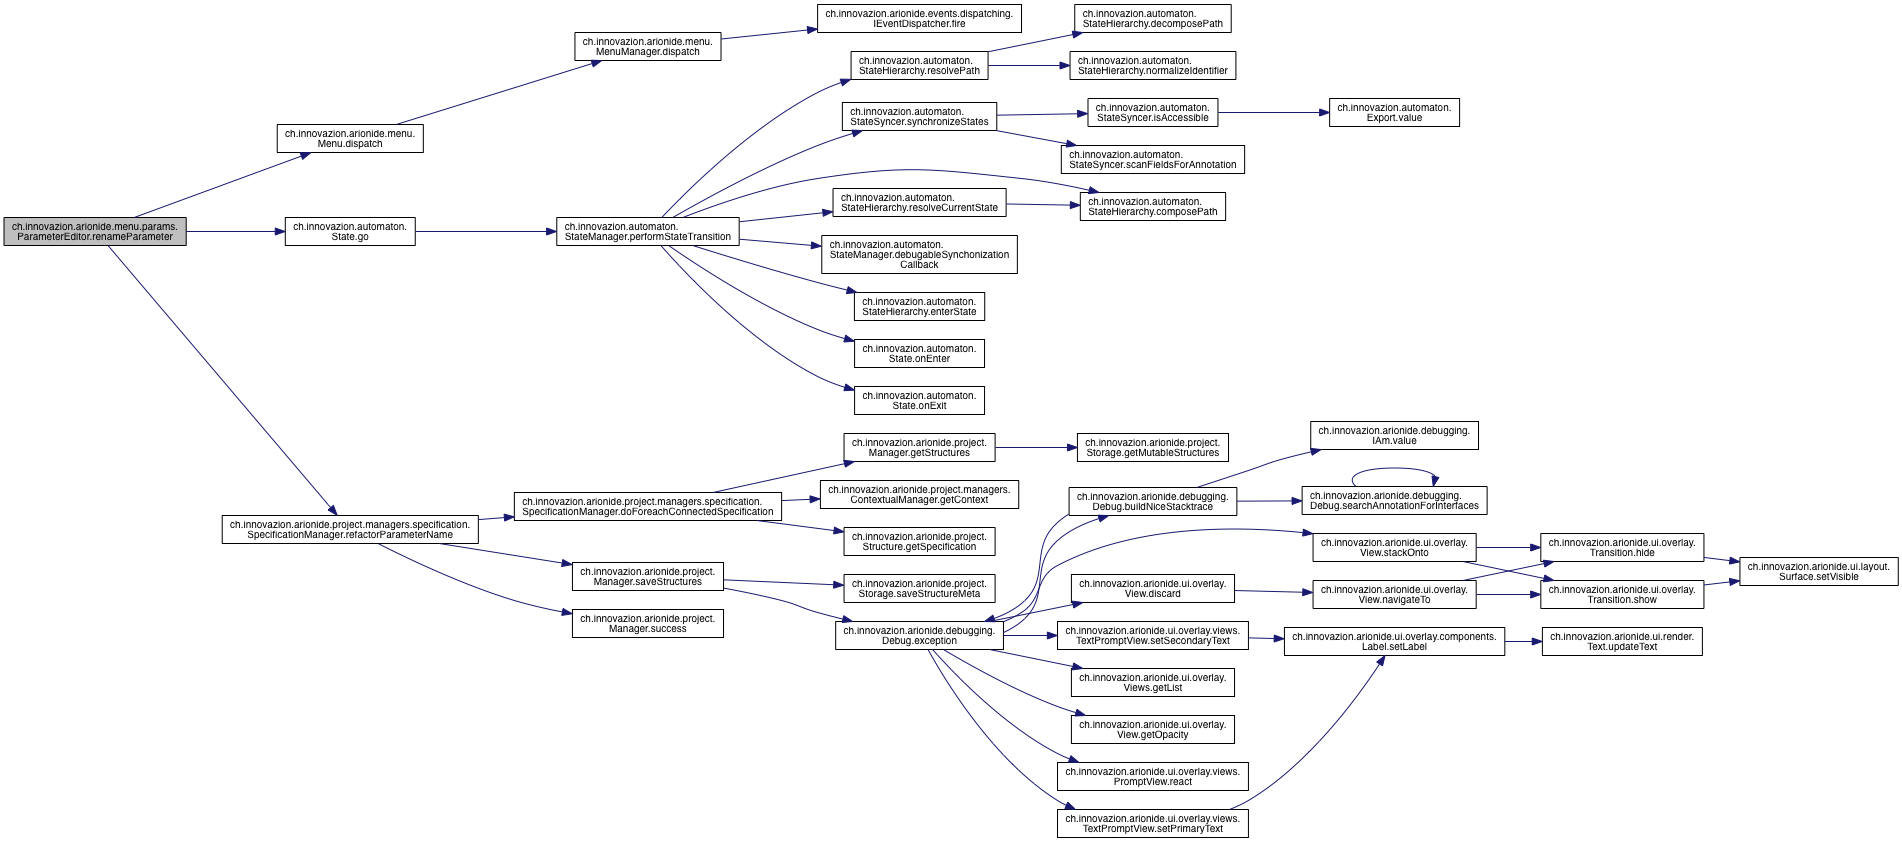 ch.innovazion.arionide.menu.params.
ParameterEditor.renameParameter
ch.innovazion.arionide.menu.
Menu.dispatch
ch.innovazion.automaton.
State.go
ch.innovazion.arionide.project.managers.specification.
SpecificationManager.refactorParameterName
ch.innovazion.arionide.menu.
MenuManager.dispatch
ch.innovazion.automaton.
StateManager.performStateTransition
ch.innovazion.arionide.project.managers.specification.
SpecificationManager.doForeachConnectedSpecification
ch.innovazion.arionide.project.
Manager.saveStructures
ch.innovazion.arionide.project.
Manager.success
ch.innovazion.arionide.events.dispatching.
IEventDispatcher.fire
ch.innovazion.automaton.
StateHierarchy.resolvePath
ch.innovazion.automaton.
StateSyncer.synchronizeStates
ch.innovazion.automaton.
StateHierarchy.resolveCurrentState
ch.innovazion.automaton.
StateManager.debugableSynchonization
Callback
ch.innovazion.automaton.
StateHierarchy.enterState
ch.innovazion.automaton.
State.onEnter
ch.innovazion.automaton.
State.onExit
ch.innovazion.arionide.project.
Manager.getStructures
ch.innovazion.arionide.project.managers.
ContextualManager.getContext
ch.innovazion.arionide.project.
Structure.getSpecification
ch.innovazion.arionide.project.
Storage.saveStructureMeta
ch.innovazion.arionide.debugging.
Debug.exception
ch.innovazion.automaton.
StateHierarchy.decomposePath
ch.innovazion.automaton.
StateHierarchy.normalizeIdentifier
ch.innovazion.automaton.
StateSyncer.isAccessible
ch.innovazion.automaton.
StateSyncer.scanFieldsForAnnotation
ch.innovazion.automaton.
StateHierarchy.composePath
ch.innovazion.arionide.project.
Storage.getMutableStructures
ch.innovazion.arionide.debugging.
Debug.buildNiceStacktrace
ch.innovazion.arionide.ui.overlay.
View.discard
ch.innovazion.arionide.ui.overlay.views.
TextPromptView.setSecondaryText
ch.innovazion.arionide.ui.overlay.
Views.getList
ch.innovazion.arionide.ui.overlay.
View.getOpacity
ch.innovazion.arionide.ui.overlay.views.
PromptView.react
ch.innovazion.arionide.ui.overlay.views.
TextPromptView.setPrimaryText
ch.innovazion.automaton.
Export.value
ch.innovazion.arionide.debugging.
IAm.value
ch.innovazion.arionide.debugging.
Debug.searchAnnotationForInterfaces
ch.innovazion.arionide.ui.overlay.
View.stackOnto
ch.innovazion.arionide.ui.overlay.
View.navigateTo
ch.innovazion.arionide.ui.overlay.components.
Label.setLabel
ch.innovazion.arionide.ui.overlay.
Transition.hide
ch.innovazion.arionide.ui.overlay.
Transition.show
ch.innovazion.arionide.ui.render.
Text.updateText
ch.innovazion.arionide.ui.layout.
Surface.setVisible